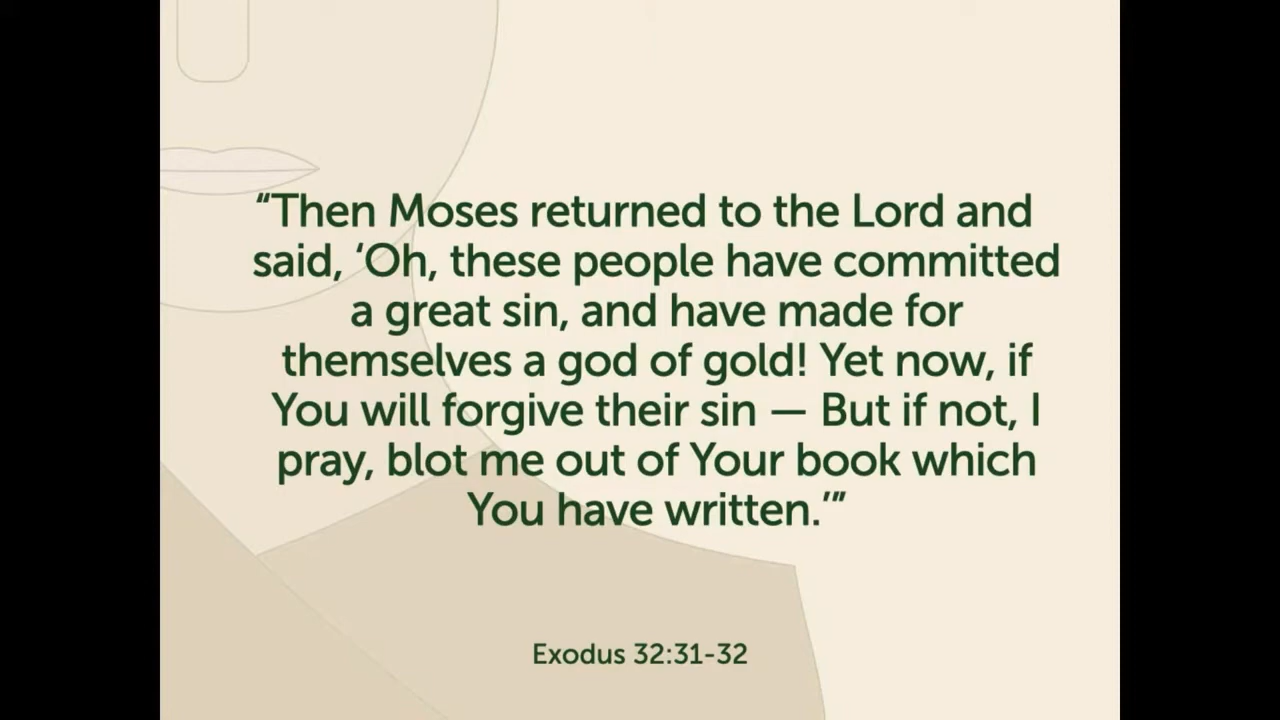 “Then Moses returned to the Lord and
said, ‘Oh, these people have committed
a great sin, and have made for
themselves a god of gold! Yet now, if
You will forgive their sin — But if not, I
pray, blot me out of Your book which
You have written.’”
Exodus 32:31-32